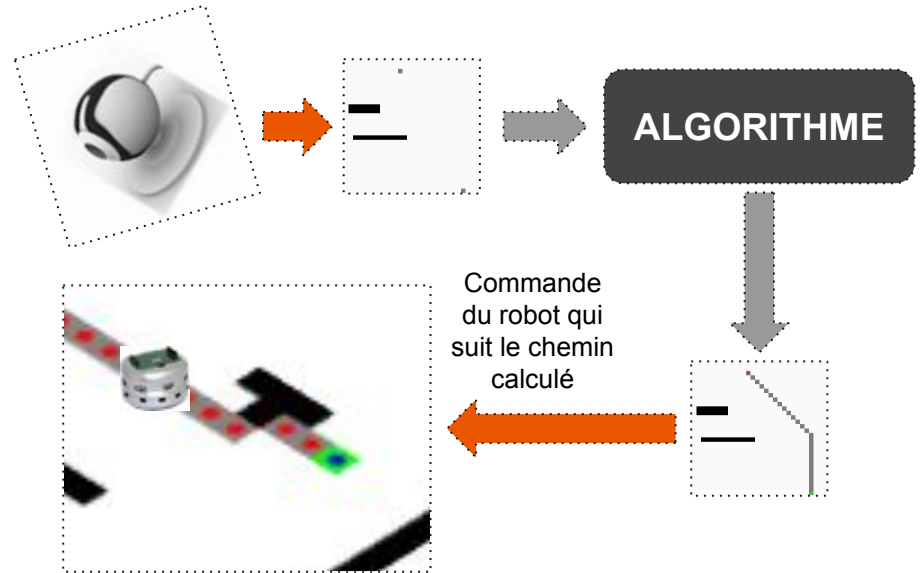 ALGORITHME
Commande
du robot qui
suit le chemin
calculé